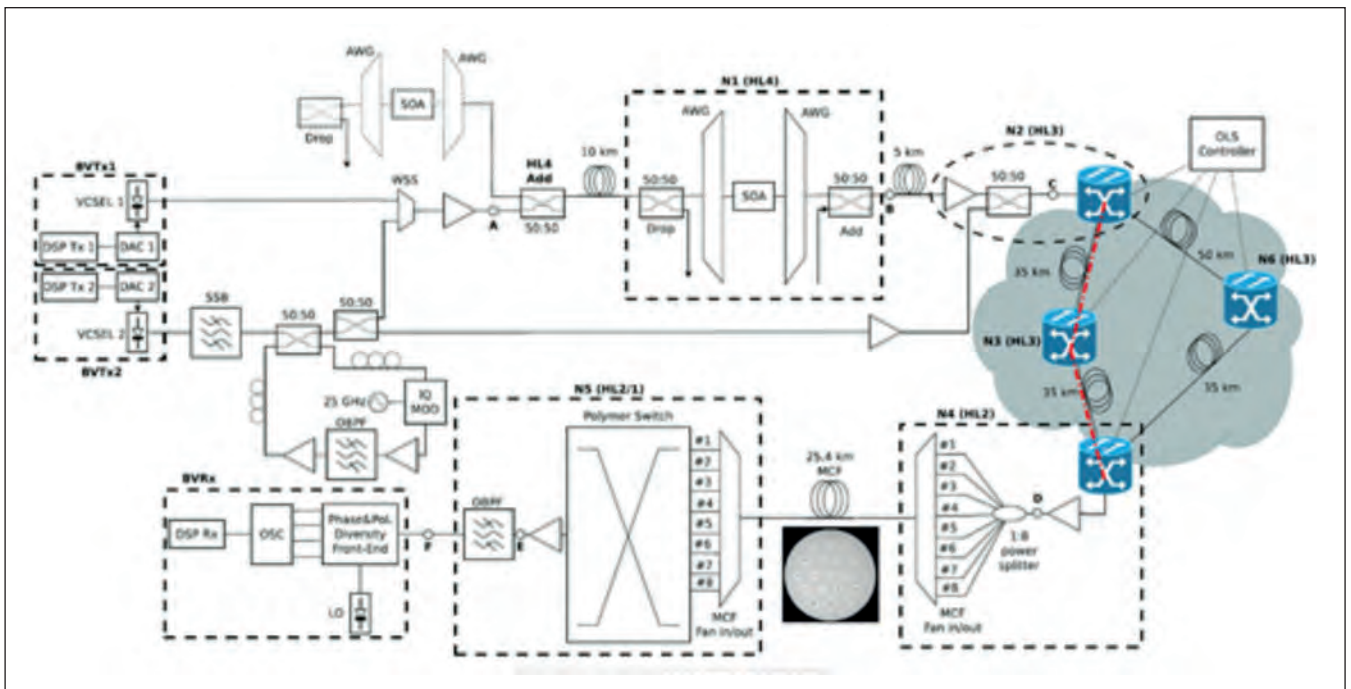 AWG
AWG
SOA
Drop
BVTx1
VCSEL 1
DSP Tx 1
DAC 1
DSP Tx 2
DAC 2
VCSEL 2
BVTx2
SSB
50:50
50:50
WSS
A
HL4
Add
50:50
10 km
N1 (HL4)
50:50
Drop
AWG
SOA
AWG
50:50
Add
B
5 km
N2 (HL3)
50:50
C
OLS
Controller
35 km
50 km
N6 (HL3)
N3 (HL3)
35 km
35 km
25 GHz
IQ
MOD
OBPF
N5 (HL2/1)
Polymer Switch
#1
#2
#3
#4
#5
#6
#7
#8
MCF
Fan in/out
OBPF
E
F
BVRx
DSP Rx
OSC
Phase&Pol.
Diversity
Front-End
LO
25.4 km
MCF
N4 (HL2)
#1
#2
#3
#4
#5
#6
#7
#8
D
1:8
power
splitter
MCF
Fan in/out